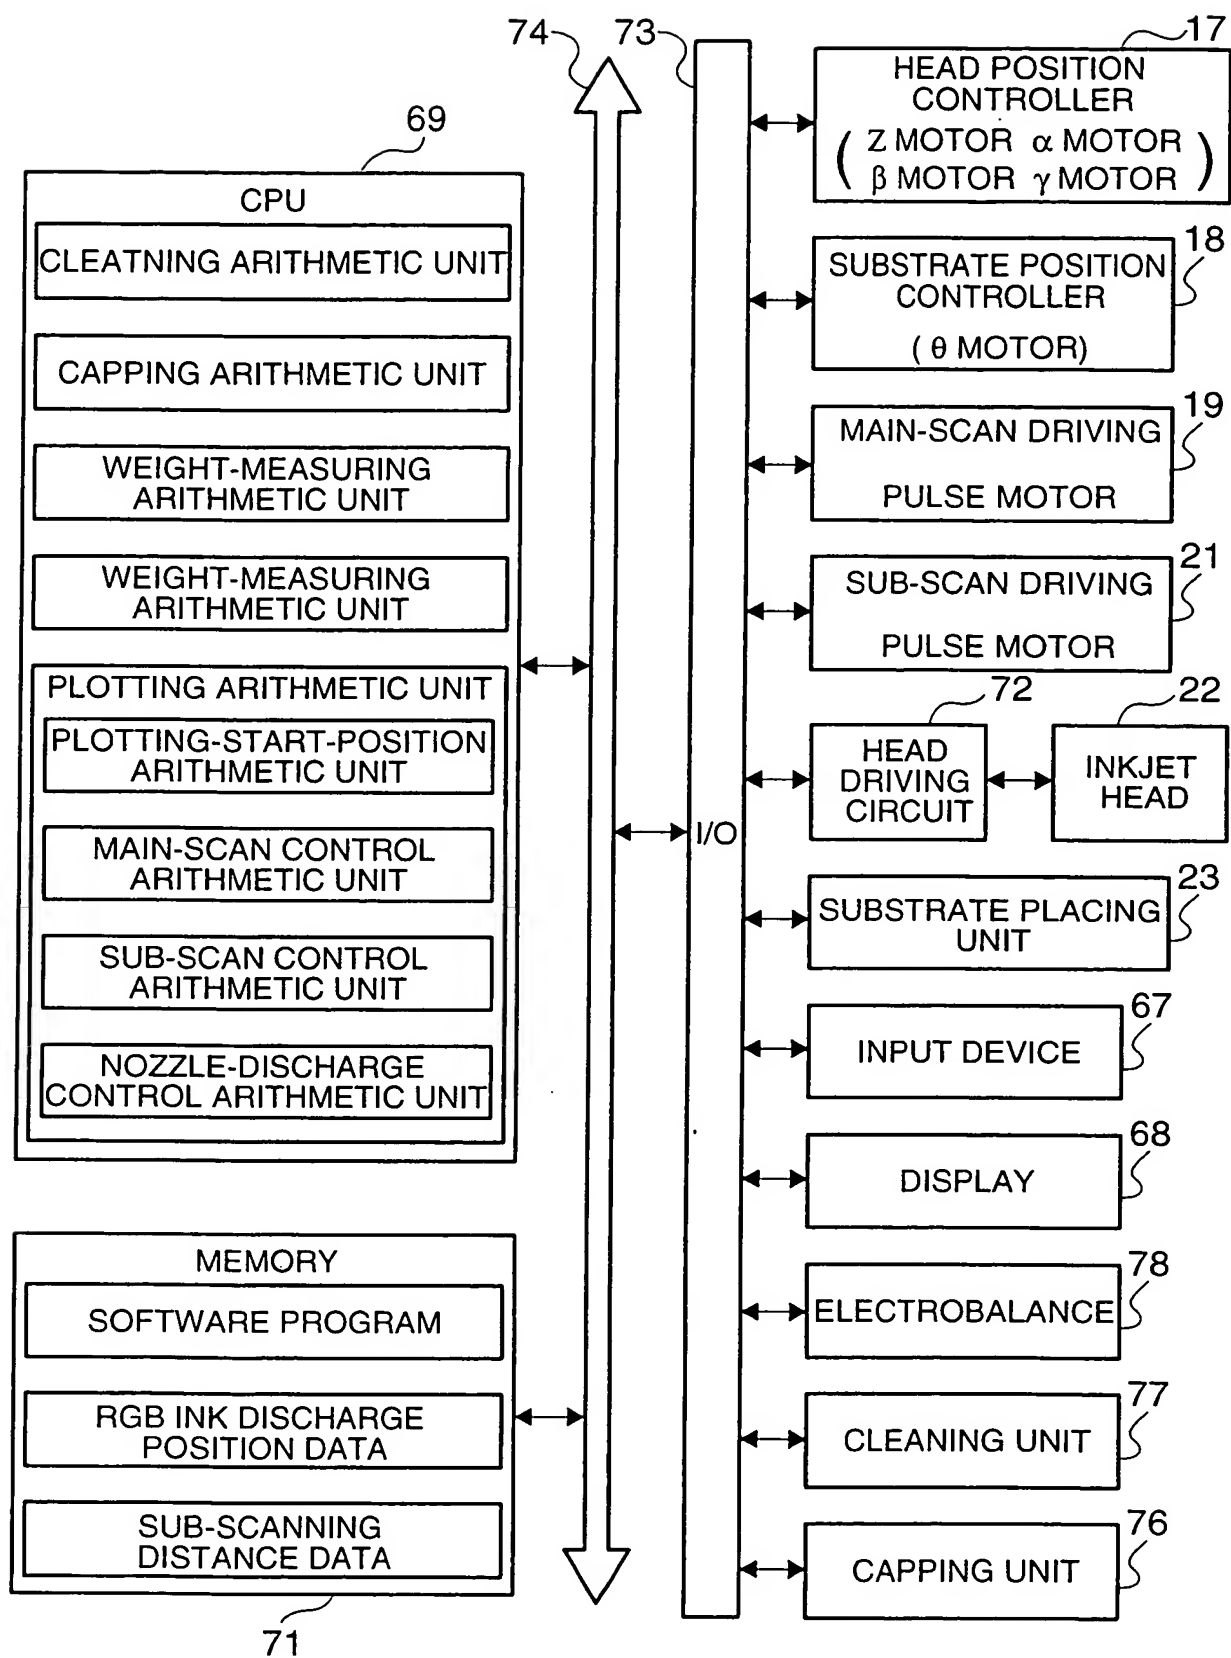 74
73
69
CPU
CLEATNING ARITHMETIC UNIT
CAPPING ARITHMETIC UNIT
WEIGHT-MEASURING
ARITHMETIC UNIT
WEIGHT-MEASURING
ARITHMETIC UNIT
PLOTTING ARITHMETIC UNIT
PLOTTING-START-POSITION
ARITHMETIC UNIT
MAIN-SCAN CONTROL
ARITHMETIC UNIT
SUB-SCAN CONTROL
ARITHMETIC UNIT
NOZZLE-DISCHARGE
CONTROL ARITHMETIC UNIT
MEMORY
SOFTWARE PROGRAM
RGB INK DISCHARGE
POSITION DATA
SUB-SCANNING
DISTANCE DATA
71
I/O
17
HEAD POSITION
CONTROLLER
( Z MOTOR α MOTOR
β MOTOR γ MOTOR )
18
SUBSTRATE POSITION
CONTROLLER
( θ MOTOR)
19
MAIN-SCAN DRIVING
PULSE MOTOR
21
SUB-SCAN DRIVING
PULSE MOTOR
72
HEAD
DRIVING
CIRCUIT
22
INKJET
HEAD
23
SUBSTRATE PLACING
UNIT
67
INPUT DEVICE
68
DISPLAY
78
ELECTROBALANCE
77
CLEANING UNIT
76
CAPPING UNIT